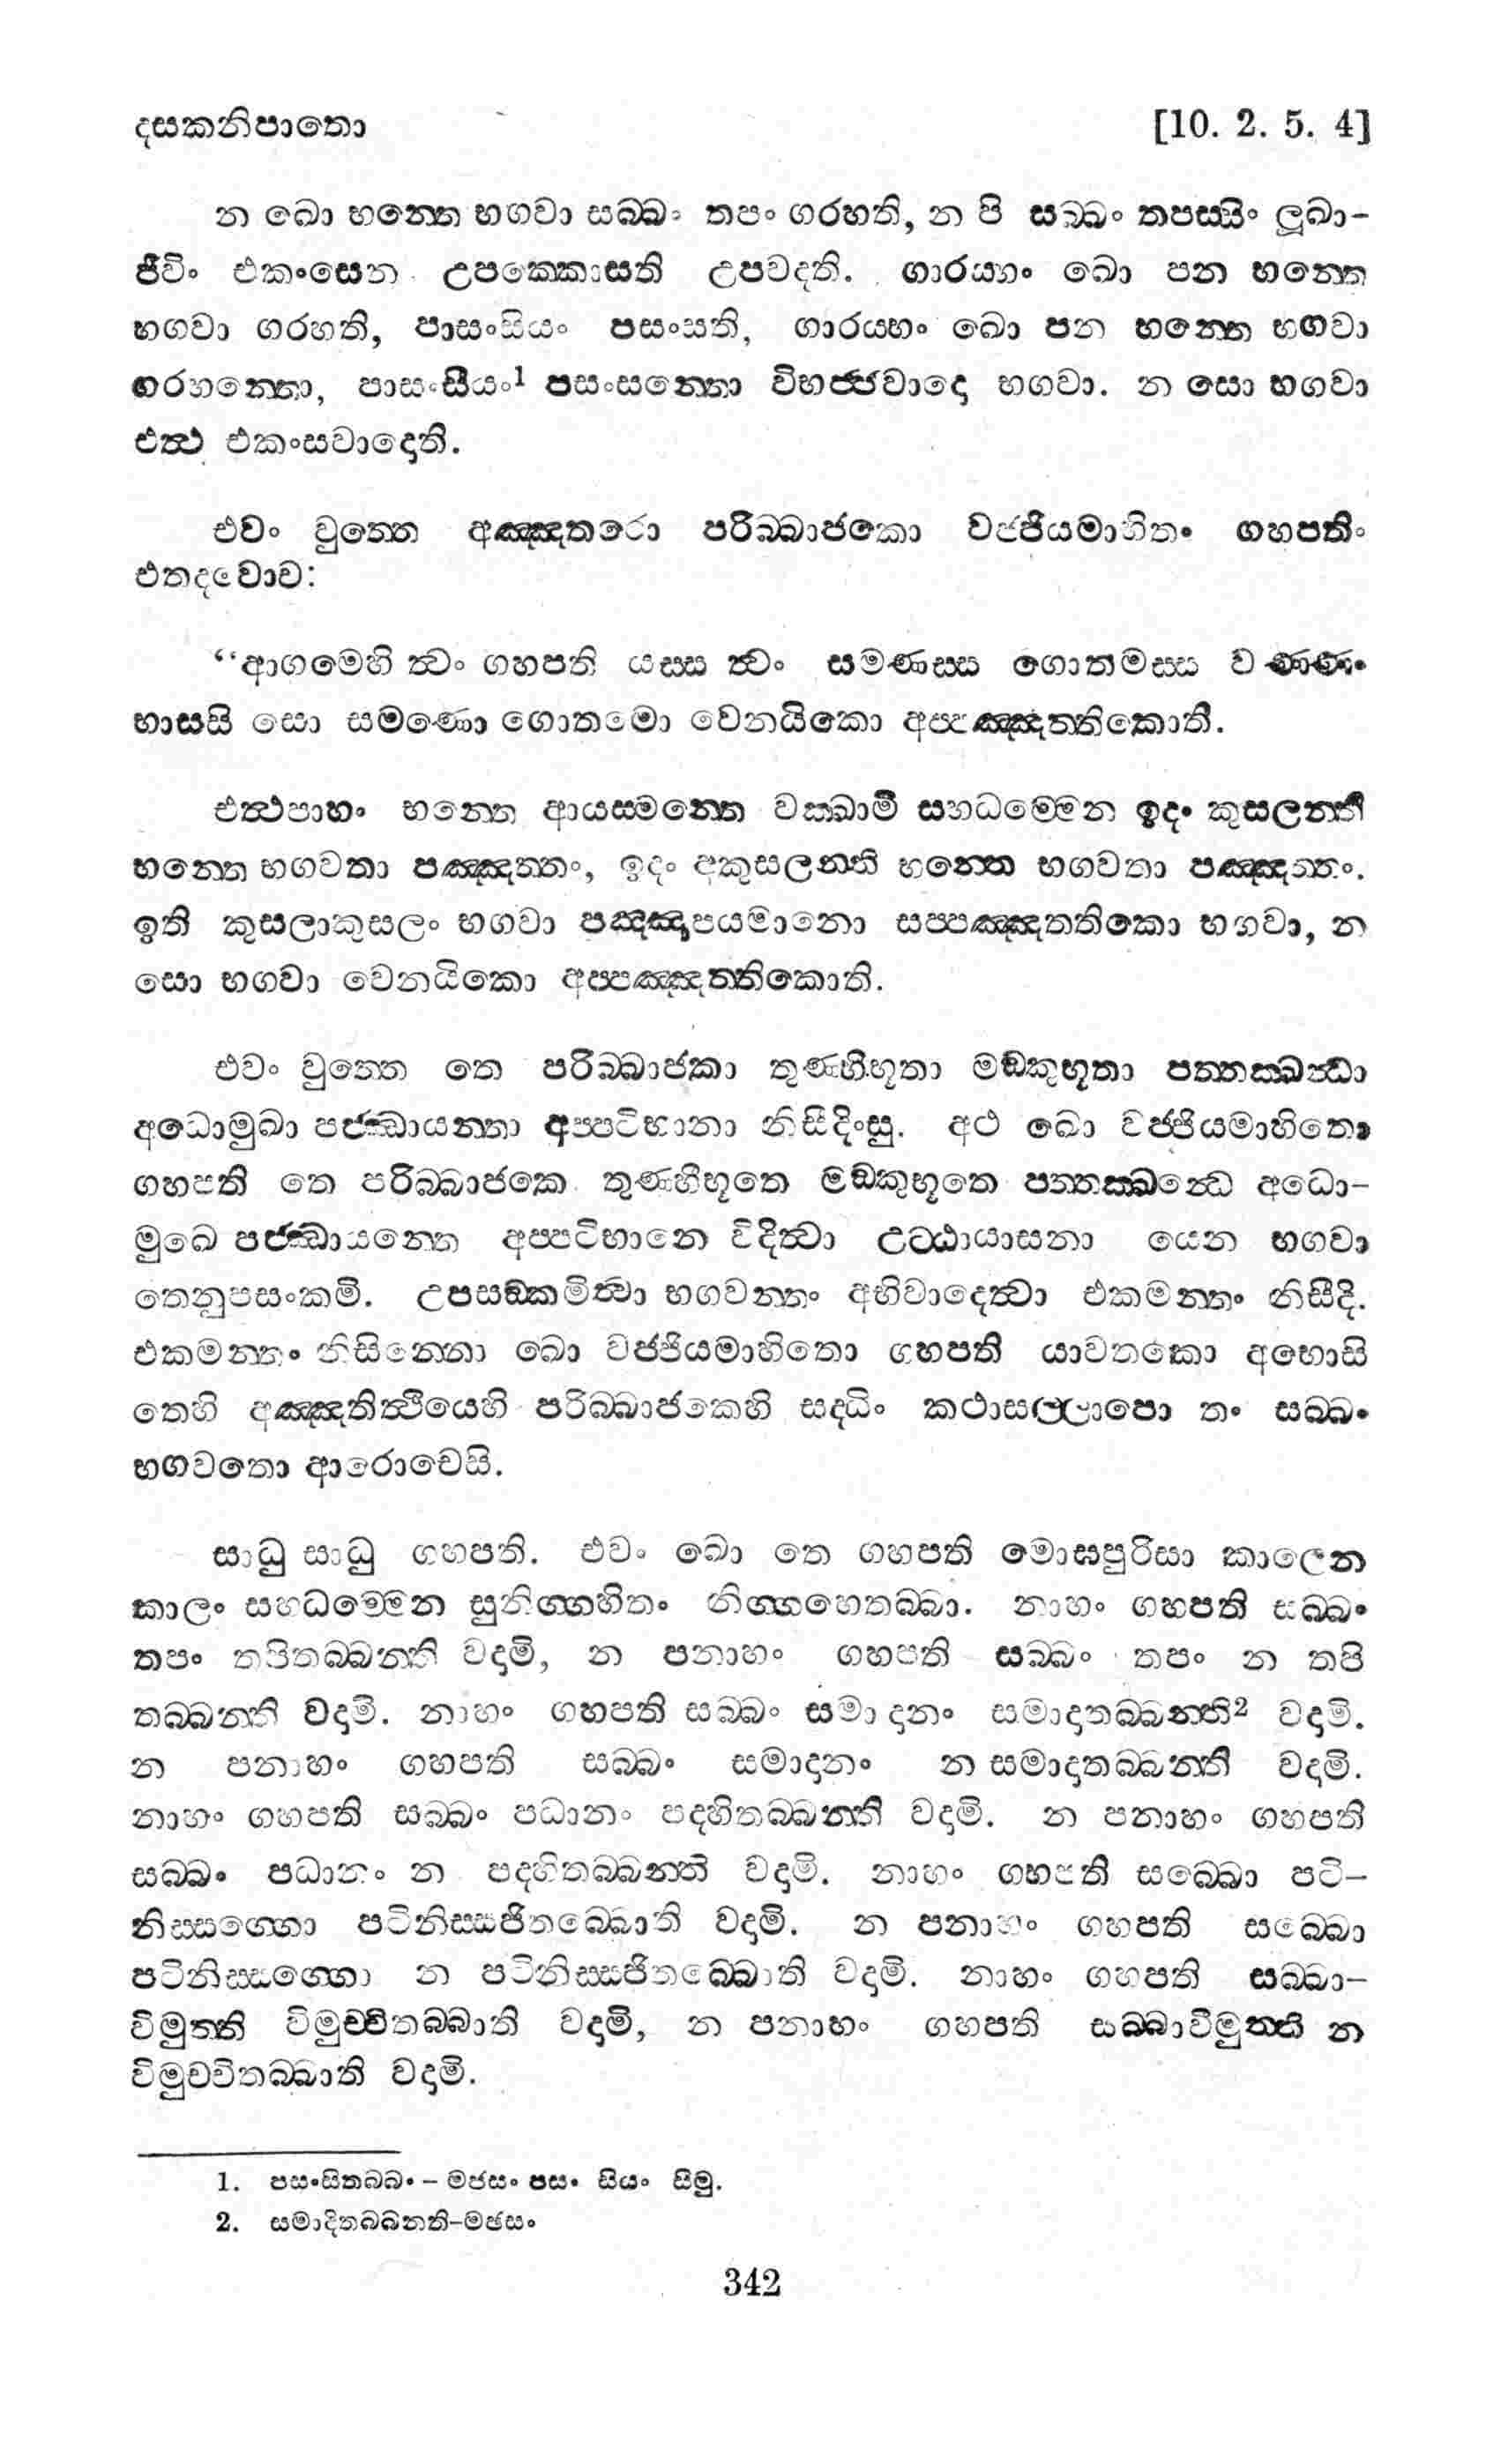 දසකනිපාතො [10. 2. 5. 4]
න ඛො භන්තෙ භගවා සබ්බං තපං ගරහති, න පි සබ්බං තපස්සිං ලූඛා-
ජීවිං එකංසෙන උපක්කොසති උපවදති. ගාරය්හං ඛො පන භන්තෙ
භගවා ගරහති, පාසංසියං පසංසති, ගාරය්හං ඛො පන භන්තෙ භගවා
ගරහන්තො, පාසංසීයං1 පසංසන්තො විභජ්ජවාදො භගවා. න සො භගවා
එත්ථ එකංසවාදොති.
එවං වුත්තෙ අඤ්ඤතරො පරිබ්බාජකො වජ්ජියමාහිතං ගහපතිං
එතදවොච:
“ආගමෙහි ත්වං ගහපති යස්ස ත්වං සමණස්ස ගොතමස්ස වණ්ණං
භාසසි සො සමණො ගොතමො වෙනයිකො අප්පඤ්ඤත්තිකොති.
එත්ථපාහං භන්තෙ ආයස්මන්තෙ වක්ඛාමි සහධම්මෙන ඉදං කුසලන්ති
භන්තෙ භගවතා පඤ්ඤත්තං, ඉදං අකුසලන්ති භන්තෙ භගවතා පඤ්ඤත්තං.
ඉති කුසලාකුසලං භගවා පඤ්ඤාපයමානො සප්පඤ්ඤත්තිකො භගවා, න
සො භගවා වෙනයිකො අප්පඤ්ඤත්තිකොති.
එවං වුත්තෙ තෙ පරිබ්බාජකා තුණ්හීභූතා මඞ්කුභූතා පත්තක්ඛන්ධා
අධොමුඛා පජ්ඣායන්තා අප්පටිභානා නිසීදිංසු. අථ ඛො වජ්ජියමාහිතො
ගහපති තෙ පරිබ්බාජකෙ තුණ්හීභූතෙ මඞ්කුභූතෙ පත්තක්ඛන්ධෙ අධො-
මුඛෙ පජ්ඣායන්තෙ අප්පටිභානෙ විදිත්වා උට්ඨායාසනා යෙන භගවා
තෙනුපසංකමි. උපසඞ්කමිත්වා භගවන්තං අභිවාදෙත්වා එකමන්තං නිසීදි.
එකමන්තං නිසින්නො ඛො වජ්ජියමාහිතො ගහපති යාවතකො අහොසි
තෙහි අඤ්ඤතිත්ථියෙහි පරිබ්බාජකෙහි සද්ධිං කථාසල්ලාපො තං සබ්බං
භගවතො ආරොචෙසි.
සාධු සාධු ගහපති. එවං ඛො තෙ ගහපති මොඝපුරිසා කාලෙන
කාලං සහධම්මෙන සුනිග්ගහිතං නිග්ගහෙතබ්බා. නාහං ගහපති සබ්බං
තපං තපිතබ්බන්ති වදාමි, න පනාහං ගහපති සබ්බං තපං න තපි
තබ්බන්ති වදාමි. නාහං ගහපති සබ්බං සමාදානං සමාදාතබ්බන්ති2 වදාමි.
න පනාහං ගහපති සබ්බං සමාදානං න සමාදාතබ්බන්ති වදාමි.
නාහං ගහපති සබ්බං පධානං පදහිතබ්බන්ති වදාමි. න පනාහං ගහපති
සබ්බං පධානං න පදහිතබ්බන්ති වදාමි. නාහං ගහපති සබ්බො පටි-
නිස්සග්ගො පටිනිස්සජිතබ්බොති වදාමි. න පනාහං ගහපති සබ්බො
පටිනිස්සග්ගො න පටිනිස්සජිතබ්බොති වදාමි. නාහං ගහපති සබ්බා-
විමුත්ති විමුච්චිතබ්බාති වදාමි, න පනාහං ගහපති සබ්බාවිමුත්ති න
විමුච්චිතබ්බාති වදාමි.
1. පසංසිතබ්බං – මජසං පසං සියං සීමු.
2. සමාදිතබ්බන්ති–මඡසං
342